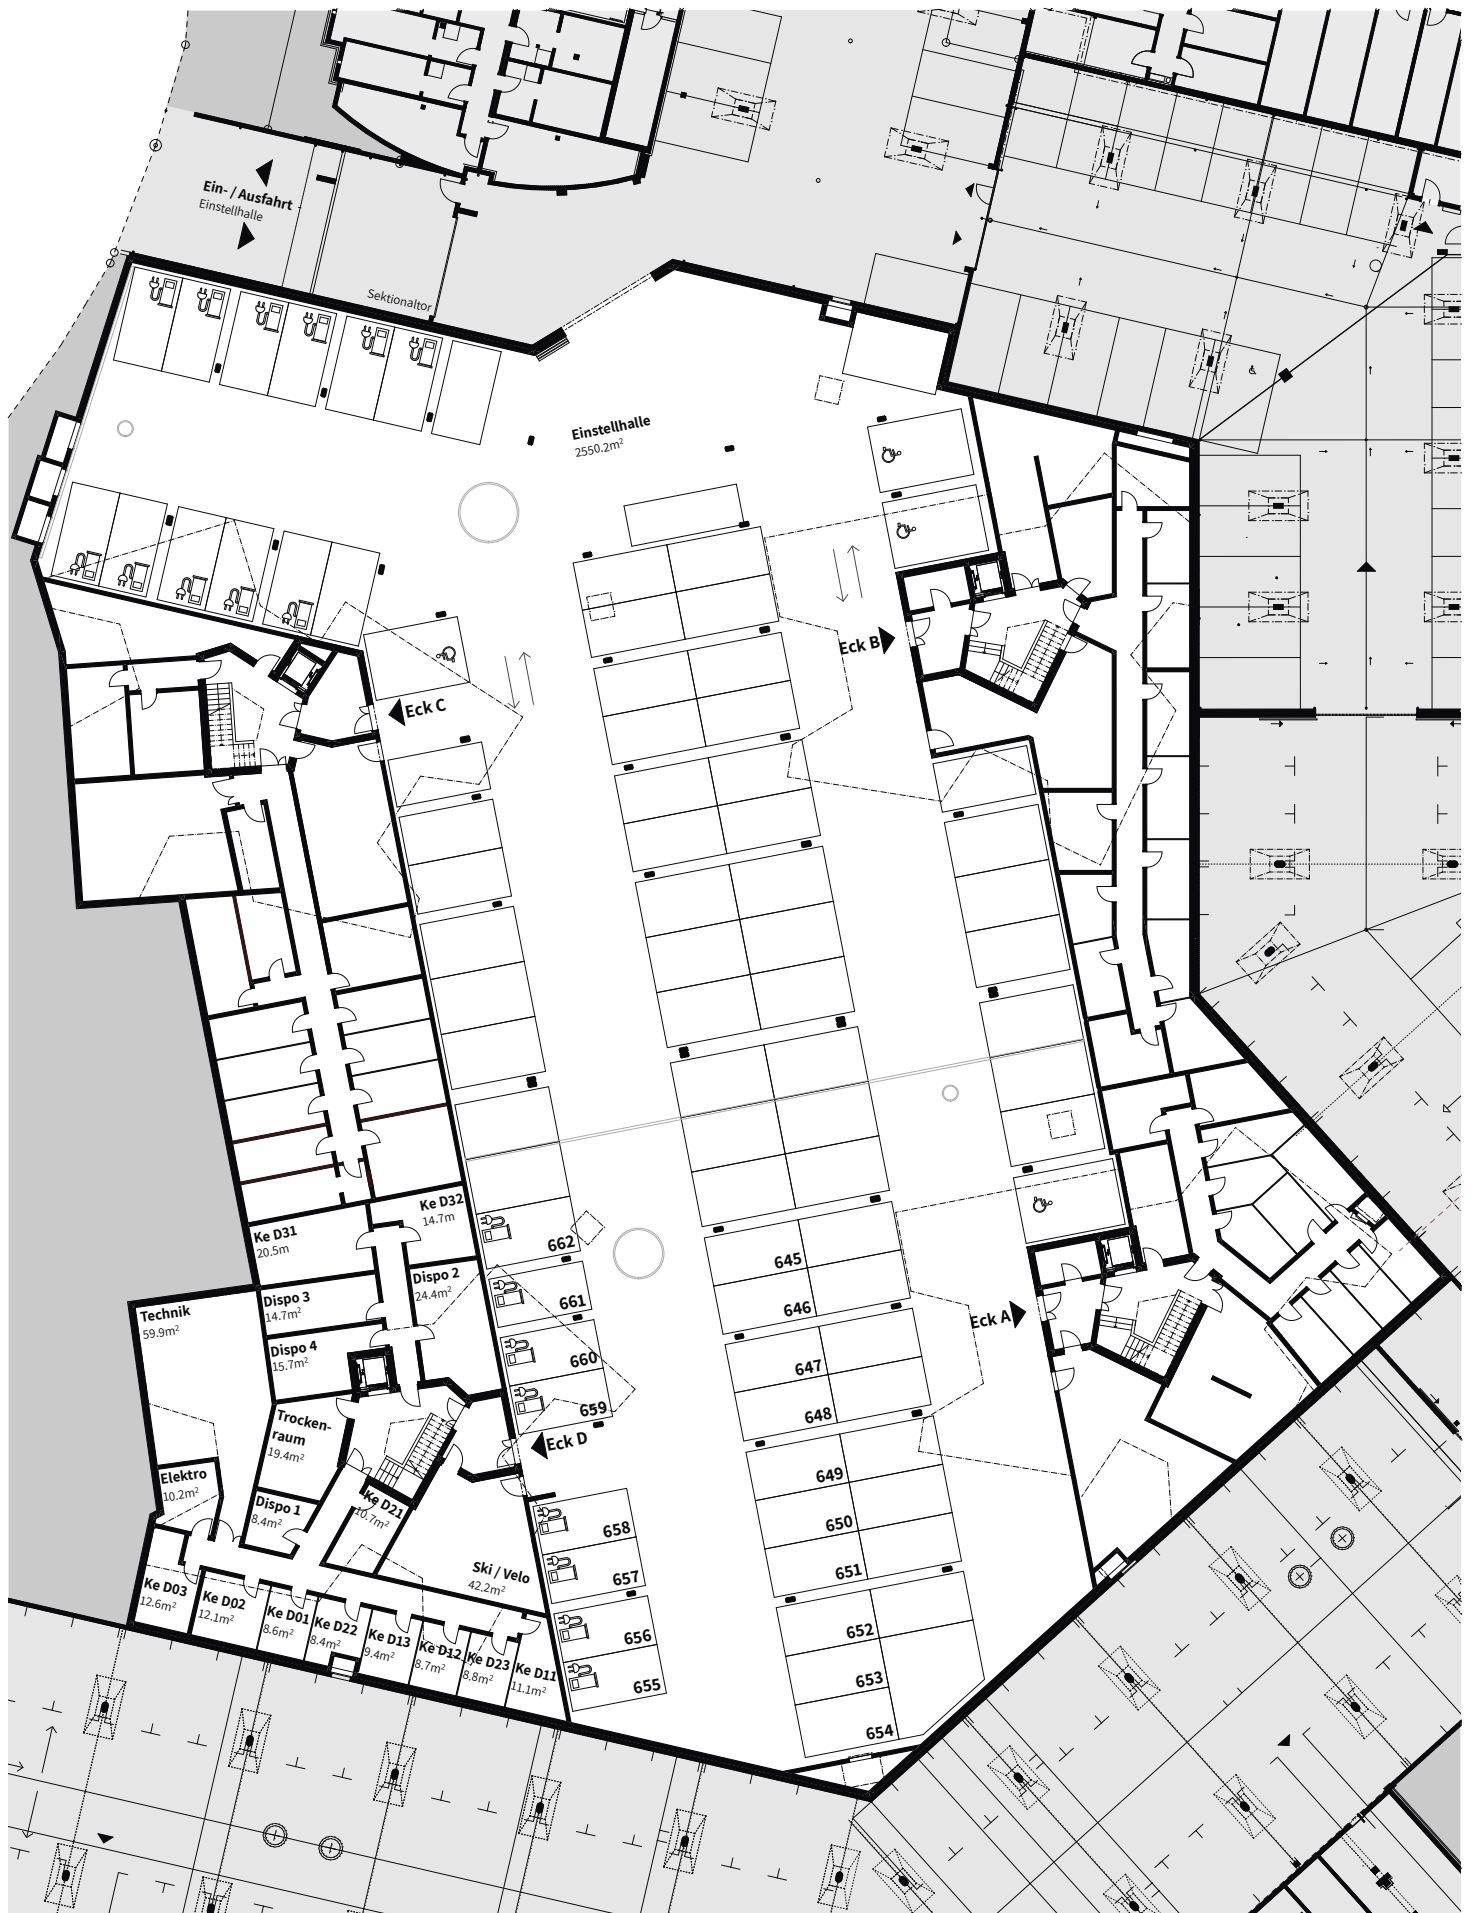 Ein- / Ausfahrt
Einstellhalle
Sektionaltor
Einstellhalle
2550.2m²
Eck B
Eck C
Ke D32
14.7m
Ke D31
20.5m
662
645
Dispo 2
24.4m²
Dispo 3
14.7m²
661
646
Technik
59.9m²
Eck A
Dispo 4
15.7m²
660
647
659
648
Trocken-
raum
19.4m²
Eck D
Elektro
10.2m²
649
Dispo 1
8.4m²
Ke D21
10.7m²
658
650
Ski / Velo
42.2m²
657
651
Ke D03
12.6m²
Ke D02
12.1m²
Ke D01
8.6m²
Ke D22
8.4m²
Ke D13
9.4m²
Ke D12
8.7m²
Ke D23
8.8m²
Ke D11
11.1m²
656
652
655
653
654